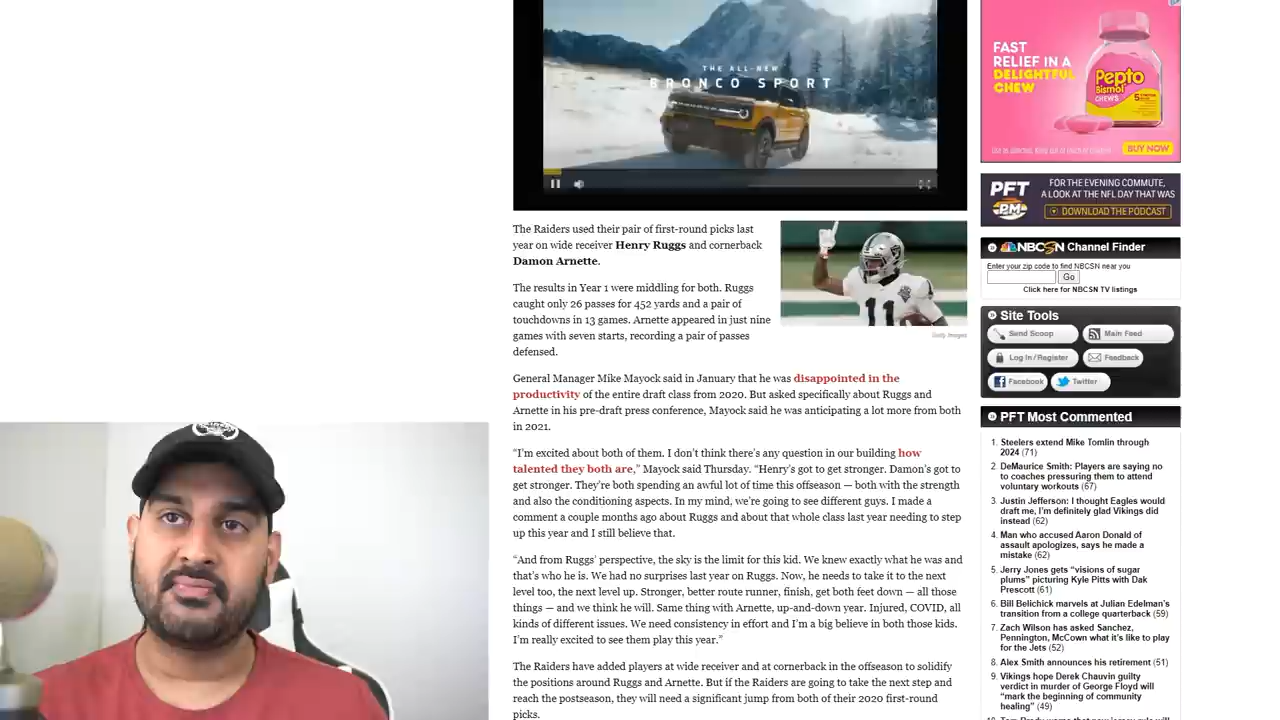 THE ALL-NEW
BRONCO SPORT
The Raiders used their pair of first-round picks last
year on wide receiver Henry Ruggs and cornerback
Damon Arnette.
The results in Year 1 were middling for both. Ruggs
caught only 26 passes for 452 yards and a pair of
touchdowns in 13 games. Arnette appeared in just nine
games with seven starts, recording a pair of passes
defensed.
Getty Images
General Manager Mike Mayock said in January that he was disappointed in the
productivity of the entire draft class from 2020. But asked specifically about Ruggs and
Arnette in his pre-draft press conference, Mayock said he was anticipating a lot more from both
in 2021.
“I'm excited about both of them. I don't think there's any question in our building how
talented they both are,” Mayock said Thursday. “Henry's got to get stronger. Damon's got to
get stronger. They're both spending an awful lot of time this offseason — both with the strength
and also the conditioning aspects. In my mind, we're going to see different guys. I made a
comment a couple months ago about Ruggs and about that whole class last year needing to step
up this year and I still believe that.
“And from Ruggs' perspective, the sky is the limit for this kid. We knew exactly what he was and
that's who he is. We had no surprises last year on Ruggs. Now, he needs to take it to the next
level too, the next level up. Stronger, better route runner, finish, get both feet down — all those
things — and we think he will. Same thing with Arnette, up-and-down year. Injured, COVID, all
kinds of different issues. We need consistency in effort and I'm a big believe in both those kids.
I'm really excited to see them play this year.”
The Raiders have added players at wide receiver and at cornerback in the offseason to solidify
the positions around Ruggs and Arnette. But if the Raiders are going to take the next step and
reach the postseason, they will need a significant jump from both of their 2020 first-round
picks.
11
FAST
RELIEF IN A
DELIGHTFUL
CHEW
Pepto
Bismol
CHEWS
5
BUY NOW
PFT
PM
FOR THE EVENING COMMUTE,
A LOOK AT THE NFL DAY THAT WAS
DOWNLOAD THE PODCAST
NBCSN Channel Finder
Enter your zip code to find NBCSN near you
Go
Click here for NBCSN TV listings
Site Tools
Send Scoop
Main Feed
Log In / Register
Feedback
Facebook
Twitter
PFT Most Commented
1. Steelers extend Mike Tomlin through
2024 (71)
2. DeMaurice Smith: Players are saying no
to coaches pressuring them to attend
voluntary workouts (67)
3. Justin Jefferson: I thought Eagles would
draft me, I'm definitely glad Vikings did
instead (62)
4. Man who accused Aaron Donald of
assault apologizes, says he made a
mistake (62)
5. Jerry Jones gets “visions of sugar
plums” picturing Kyle Pitts with Dak
Prescott (61)
6. Bill Belichick marvels at Julian Edelman's
transition from a college quarterback (59)
7. Zach Wilson has asked Sanchez,
Pennington, McCown what it's like to play
for the Jets (52)
8. Alex Smith announces his retirement (51)
9. Vikings hope Derek Chauvin guilty
verdict in murder of George Floyd will
“mark the beginning of community
healing” (49)